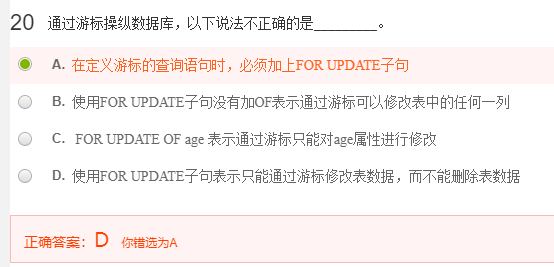 20 通过游标操纵数据库，以下说法不正确的是_________。
A. 在定义游标的查询语句时，必须加上FOR UPDATE子句
B. 使用FOR UPDATE子句没有加OF表示通过游标可以修改表中的任何一列
C. FOR UPDATE OF age 表示通过游标只能对age属性进行修改
D. 使用FOR UPDATE子句表示只能通过游标修改表数据，而不能删除表数据
正确答案：D 你错选为A